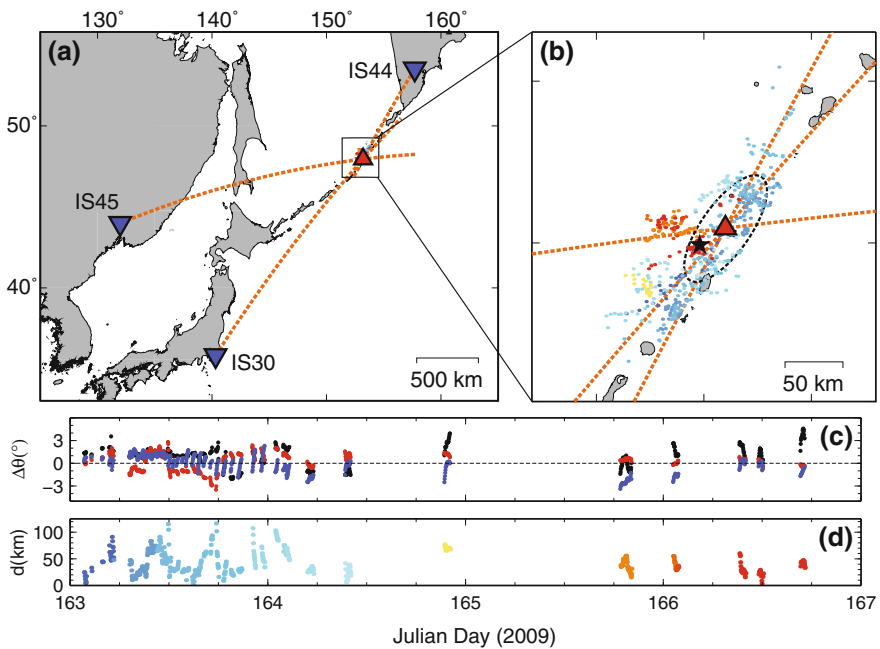 130° 140° 150° 160°
(a)
IS44
(b)
50°
IS45
40°
IS30
500 km
50 km
3
0
−3
Δθ(°)
(c)
100
50
0
d(km)
(d)
163 164 165 166 167
Julian Day (2009)